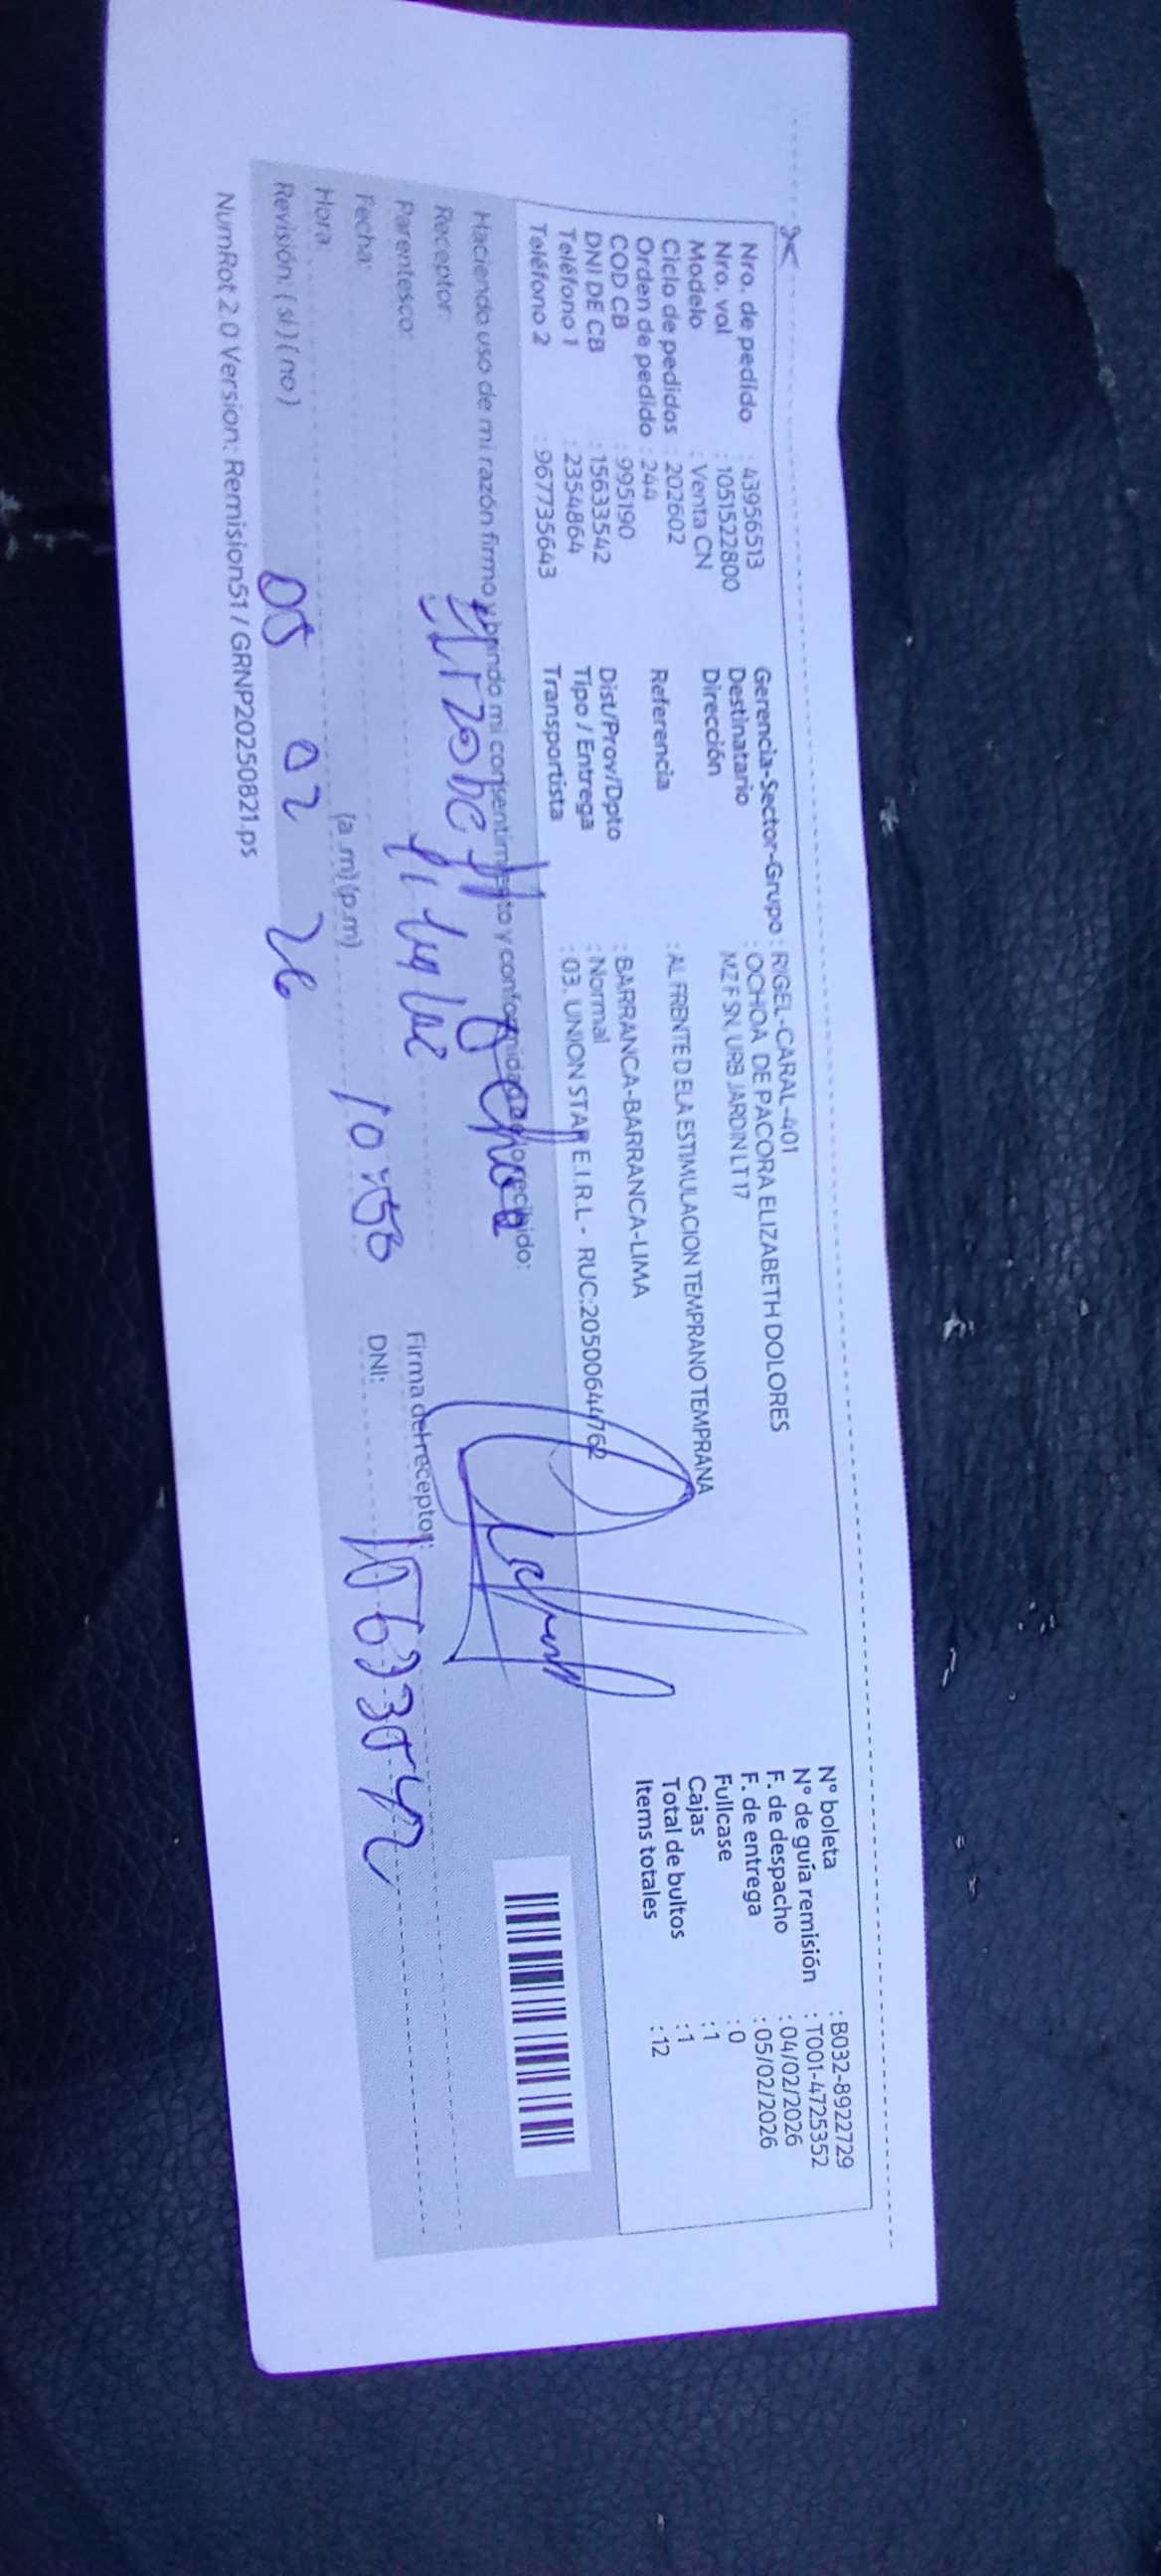 Nro. de pedido : 43956513
Nro. vol : 1051522800
Modelo : Venta CN
Ciclo de pedidos : 202602
Orden de pedido : 244
COD CB : 995190
DNI DE CB : 15633542
Teléfono 1 : 2354864
Teléfono 2 : 967735643
Gerencia-Sector-Grupo : RIGEL-CARAL-401
Destinatario : OCHOA DE PACORA ELIZABETH DOLORES
Dirección : MZ F SN, URB JARDIN LT 17
Referencia : AL FRENTE D ELA ESTIMULACION TEMPRANO TEMPRANA
Dist/Prov/Dpto : BARRANCA-BARRANCA-LIMA
Tipo / Entrega : Normal
Transportista : 03. UNION STAR E.I.R.L - RUC:20500644762
N° boleta : B032-8922729
N° de guía remisión : T001-4725352
F. de despacho : 04/02/2026
F. de entrega : 05/02/2026
Fullcase : 0
Cajas : 1
Total de bultos : 1
Items totales : 12
Haciendo uso de mi razón firmo y brindo mi consentimiento y conformidad de lo recibido:
Receptor: Elizabeth Ochoa
Parentesco:
Fecha:
Hora: (a.m) (p.m) 10:50
Revisión: (si) (no) 05 02 26
Firma del receptor:
DNI: 15633542
NumRot 2.0 Version: Remision51 / GRNP20250821.ps